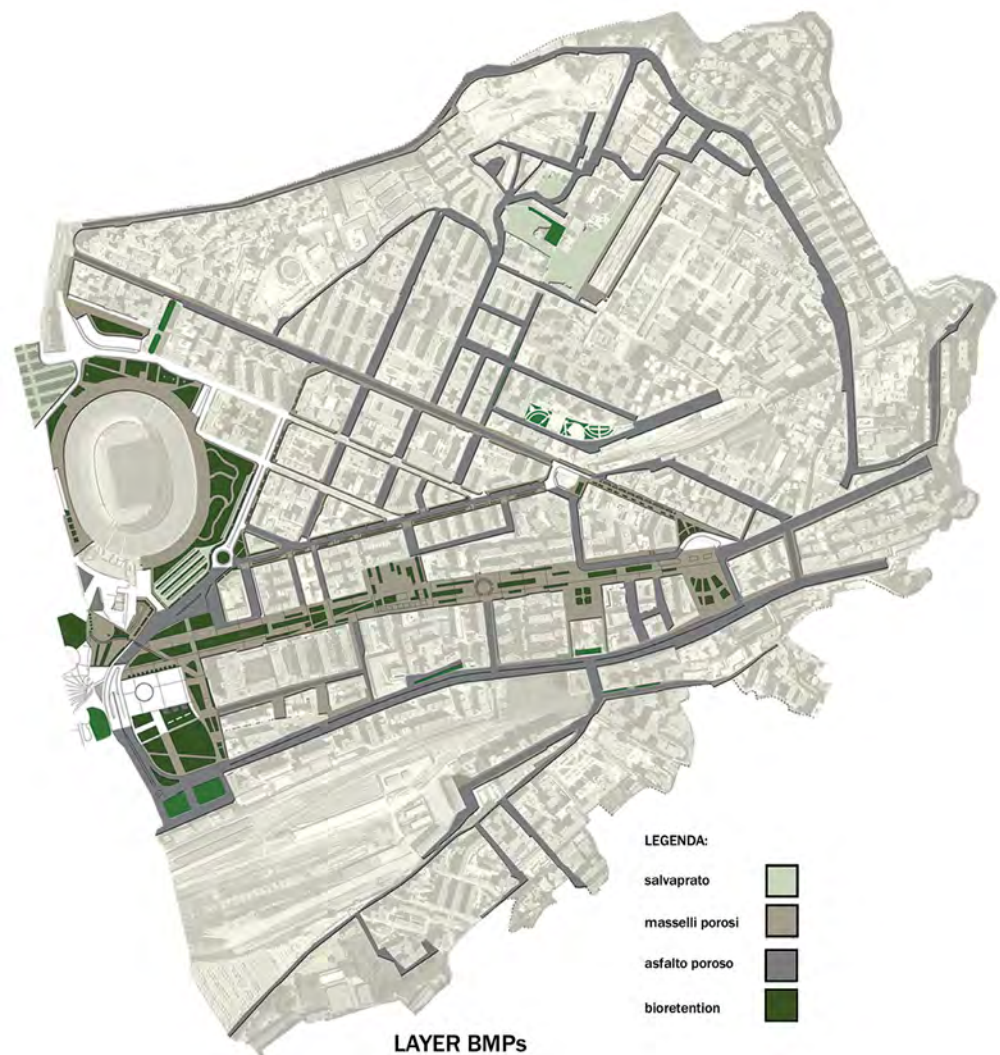 LEGENDA:
salvaprato
masselli porosi
asfalto poroso
bioretention
LAYER BMPs